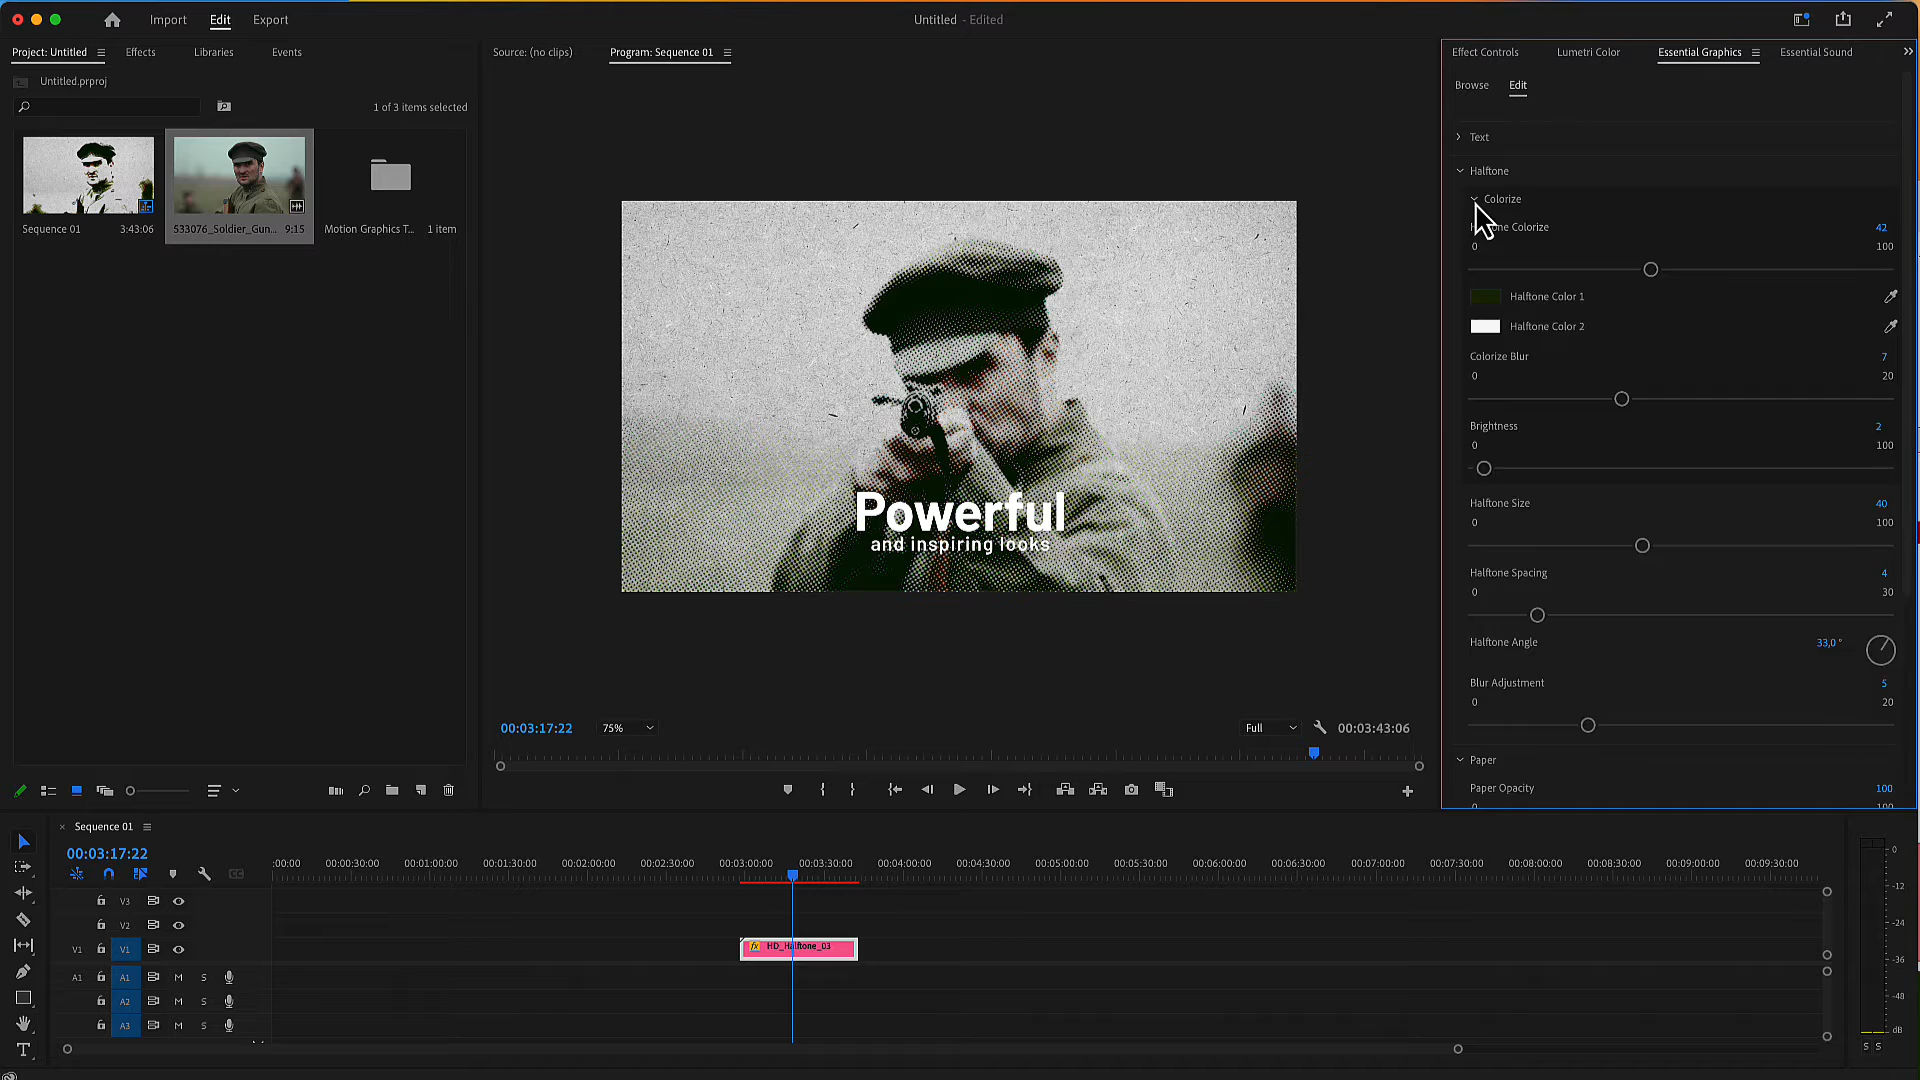 Import Edit Export
Untitled - Edited
Project: Untitled Effects Libraries Events
Untitled.prproj
1 of 3 items selected
Sequence 01 3:43:06
533076_Soldier_Gun... 9:15
Motion Graphics T... 1 item
Source: (no clips) Program: Sequence 01
Powerful
and inspiring looks
00:03:17:22 75% Full 00:03:43:06
Effect Controls Lumetri Color Essential Graphics Essential Sound
Browse Edit
Text
Halftone
Colorize
Colorize 42
0 100
Halftone Color 1
Halftone Color 2
Colorize Blur 7
0 20
Brightness 2
0 100
Halftone Size 40
0 100
Halftone Spacing 4
0 30
Halftone Angle 33,0 °
Blur Adjustment 5
0 20
Paper
Paper Opacity 100
0 100
× Sequence 01
00:03:17:22
:00:00 00:00:30:00 00:01:00:00 00:01:30:00 00:02:00:00 00:02:30:00 00:03:00:00 00:03:30:00 00:04:00:00 00:04:30:00 00:05:00:00 00:05:30:00 00:06:00:00 00:06:30:00 00:07:00:00 00:07:30:00 00:08:00:00 00:08:30:00 00:09:00:00 00:09:30:00
V3
V2
V1 V1
fx HD_Halftone_03
A1 A1 M S
A2 M S
A3 M S
0
-12
-24
-36
-48
dB
S S